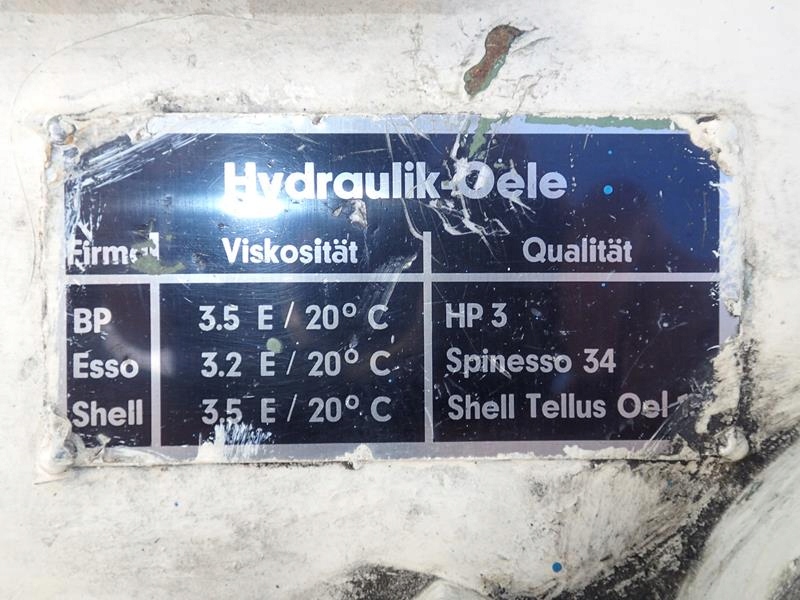 Hydraulik-Oele
Firma Viskosität Qualität
BP 3.5 E / 20° C HP 3
Esso 3.2 E / 20° C Spinesso 34
Shell 3.5 E / 20° C Shell Tellus Oel